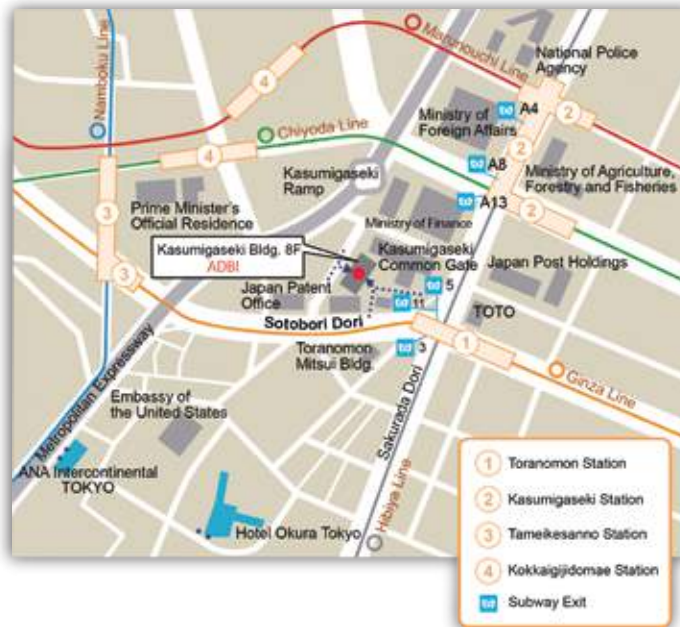 Namboku Line
Marunouchi Line
National Police
Agency
4
A4
2
Ministry of
Foreign Affairs
Chiyoda Line
2
4
Kasumigaseki
Ramp
A8
Ministry of Agriculture,
Forestry and Fisheries
3
Prime Minister's
Official Residence
A13
2
Ministry of Finance
Kasumigaseki Bldg. 8F
ADBI
Kasumigaseki
Common Gate
Japan Post Holdings
3
Japan Patent
Office
5
11
Sotobori Dori
TOTO
Toranomon
Mitsui Bldg.
3
1
Ginza Line
Metropolitan Expressway
Embassy of
the United States
Sakurada Dori
ANA Intercontinental
TOKYO
Hibiya Line
Hotel Okura Tokyo
1 Toranomon Station
2 Kasumigaseki Station
3 Tameikesanno Station
4 Kokkaigijidomae Station
Subway Exit